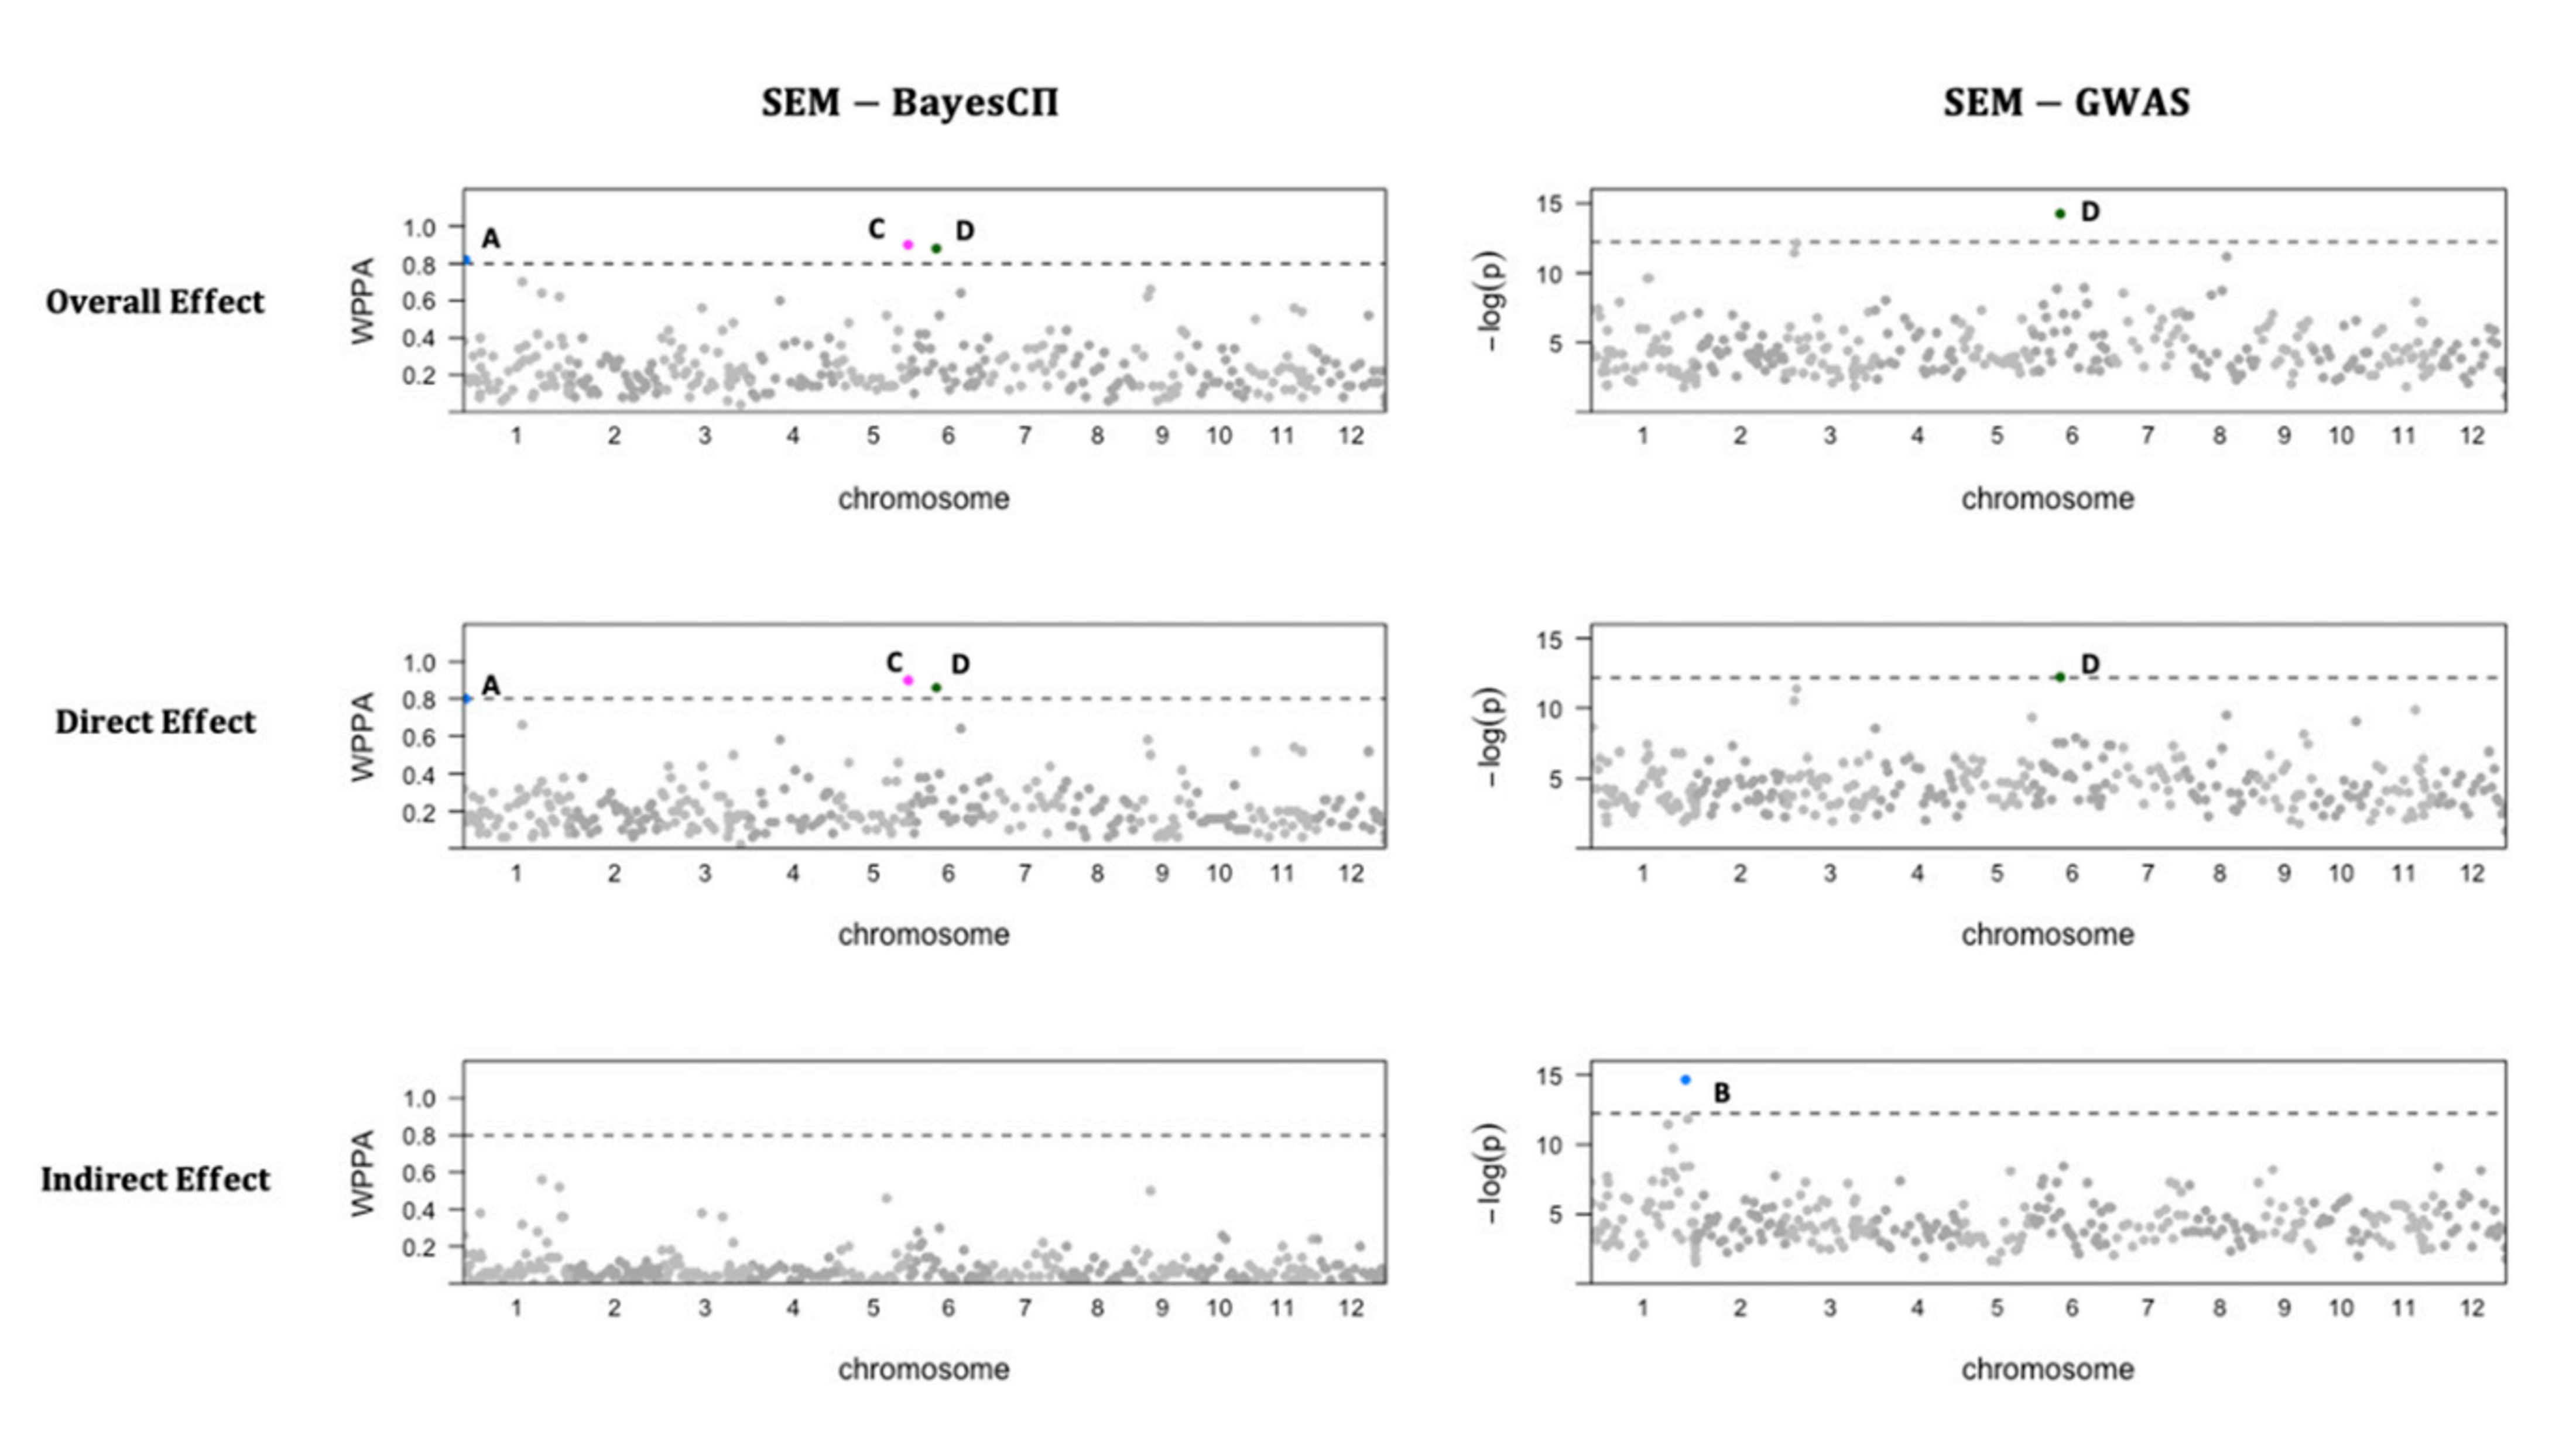 SEM – BayesCΠ
SEM – GWAS
Overall Effect
WPPA
1.0
0.8
0.6
0.4
0.2
A
C
D
1 2 3 4 5 6 7 8 9 10 11 12
chromosome
−log(p)
15
10
5
D
1 2 3 4 5 6 7 8 9 10 11 12
chromosome
Direct Effect
WPPA
1.0
0.8
0.6
0.4
0.2
A
C
D
1 2 3 4 5 6 7 8 9 10 11 12
chromosome
−log(p)
15
10
5
D
1 2 3 4 5 6 7 8 9 10 11 12
chromosome
Indirect Effect
WPPA
1.0
0.8
0.6
0.4
0.2
1 2 3 4 5 6 7 8 9 10 11 12
chromosome
−log(p)
15
10
5
B
1 2 3 4 5 6 7 8 9 10 11 12
chromosome